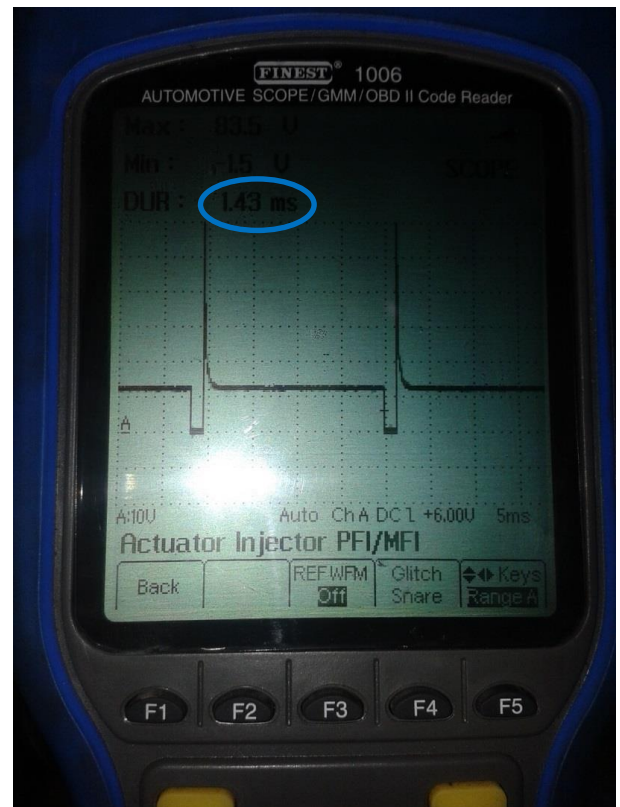 FINEST® 1006
AUTOMOTIVE SCOPE/GMM/OBD II Code Reader
Max: 83.5 V
Min: -1.5 V
SCOPE
DUR: 1.43 ms
A
A:10V Auto Ch A DC 1 +6.00V 5ms
Actuator Injector PFI/MFI
Back REF WFM Off Glitch Snare Keys Range A
F1 F2 F3 F4 F5